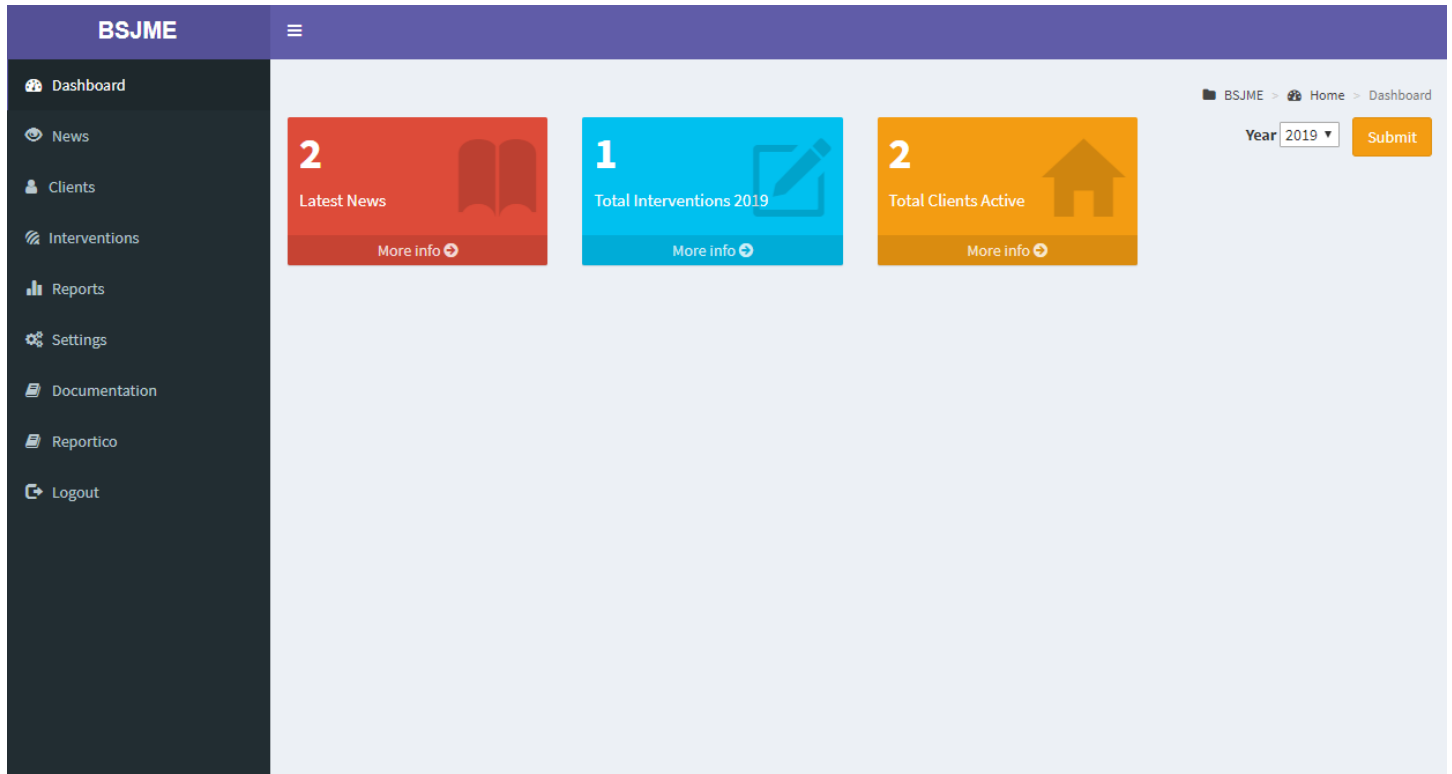 BSJME
Dashboard
News
Clients
Interventions
Reports
Settings
Documentation
Reportico
Logout
BSJME > Home > Dashboard
Year 2019 Submit
2
Latest News
More info
1
Total Interventions 2019
More info
2
Total Clients Active
More info